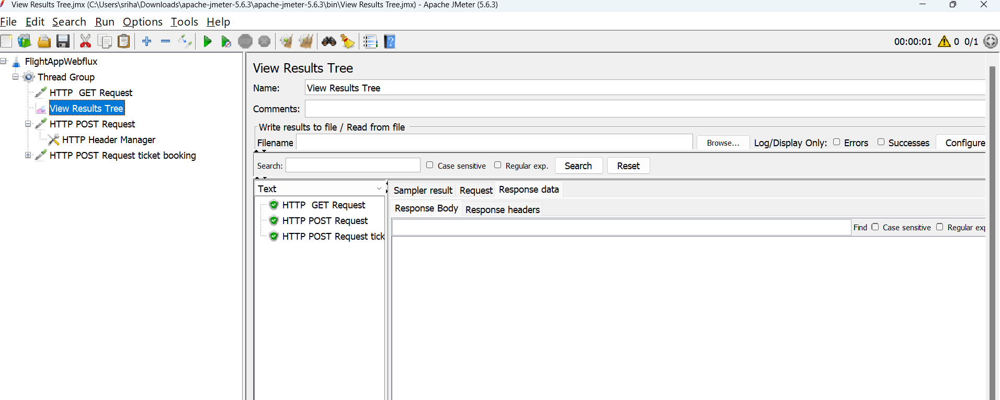 View Results Tree.jmx (C:\Users\sriha\Downloads\apache-jmeter-5.6.3\apache-jmeter-5.6.3\bin\View Results Tree.jmx) - Apache JMeter (5.6.3)
File Edit Search Run Options Tools Help
STOP ? 00:00:01 0 0/1
FlightAppWebflux
Thread Group
HTTP  GET Request
View Results Tree
HTTP POST Request
HTTP Header Manager
HTTP POST Request ticket booking
View Results Tree
Name: View Results Tree
Comments:
Write results to file / Read from file
Filename Browse... Log/Display Only: Errors Successes Configure
Search: Case sensitive Regular exp. Search Reset
Text
HTTP  GET Request
HTTP POST Request
HTTP POST Request tick
Sampler result Request Response data
Response Body Response headers
Find Case sensitive Regular exp